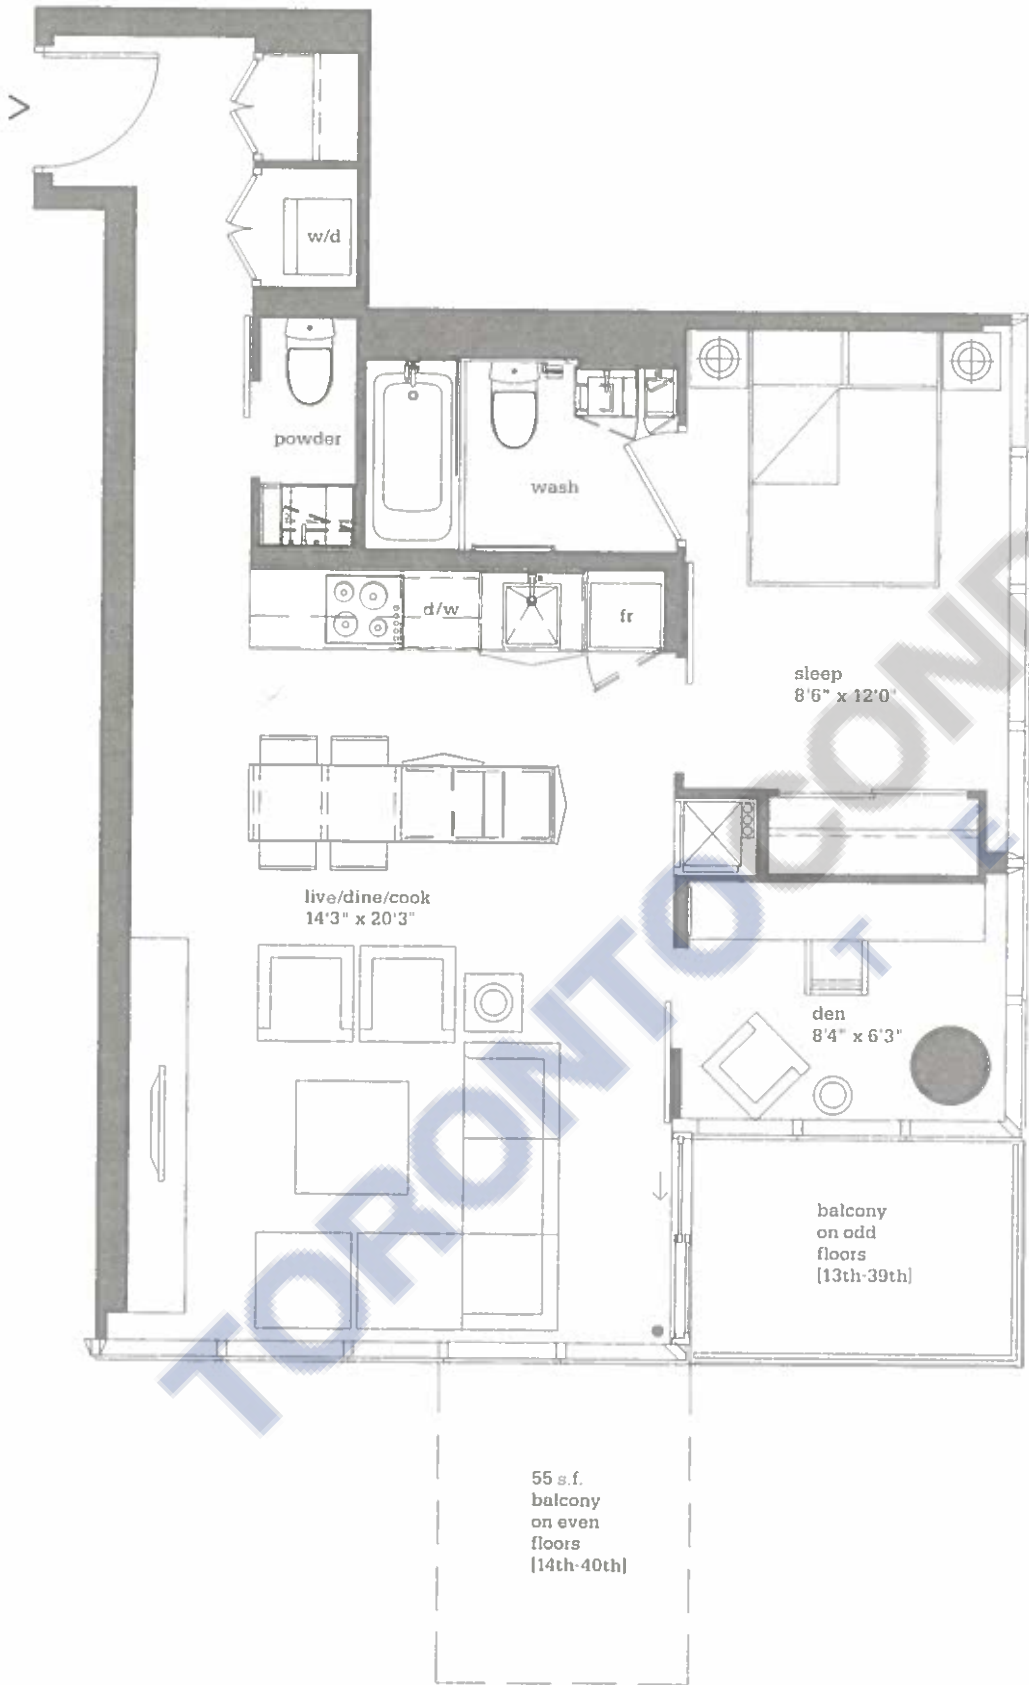 w/d
powder
wash
d/w
fr
sleep
8'6" x 12'0"
live/dine/cook
14'3" x 20'3"
den
8'4" x 6'3"
balcony
on odd
floors
[13th-39th]
55 s.f.
balcony
on even
floors
[14th-40th]
TORONTO COND
T E